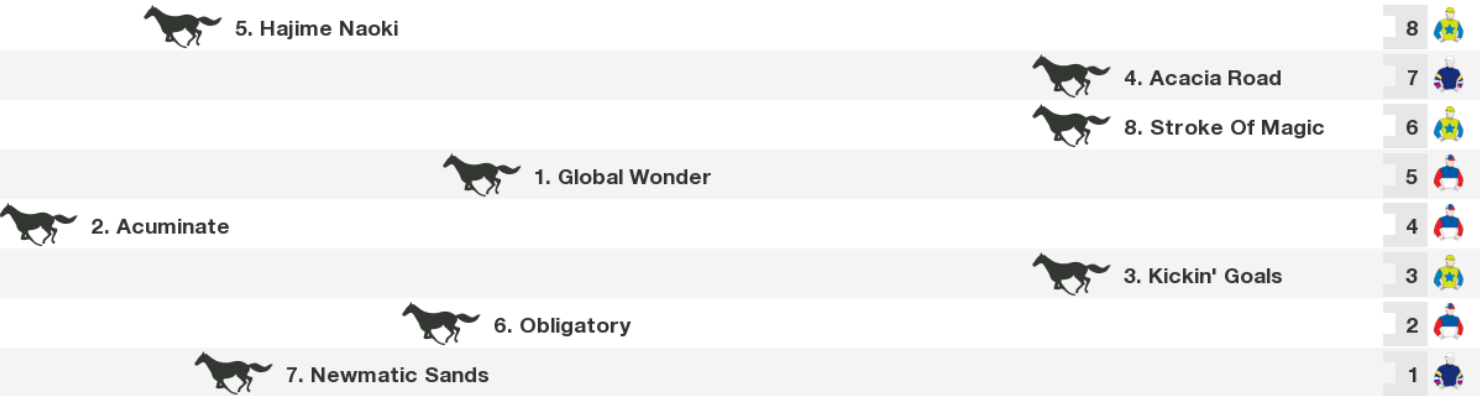 5. Hajime Naoki 8
4. Acacia Road 7
8. Stroke Of Magic 6
1. Global Wonder 5
2. Acuminate 4
3. Kickin' Goals 3
6. Obligatory 2
7. Newmatic Sands 1